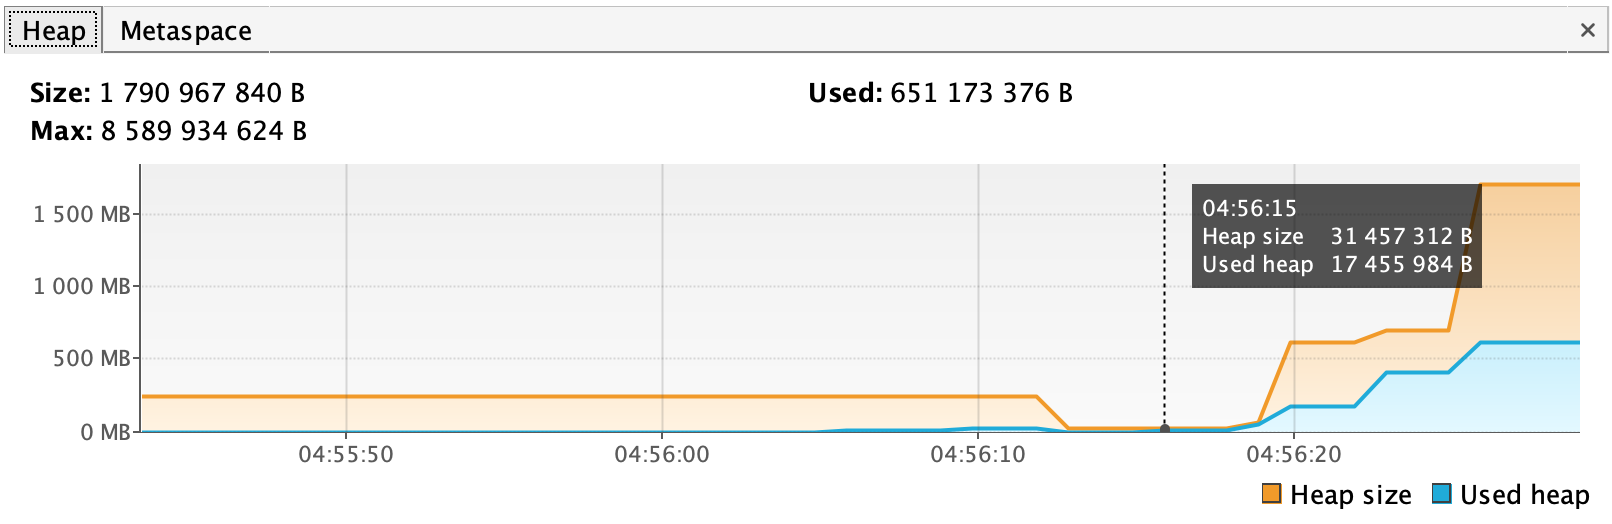 Heap Metaspace ×
Size: 1 790 967 840 B Used: 651 173 376 B
Max: 8 589 934 624 B
1 500 MB
1 000 MB
500 MB
0 MB
04:56:15
Heap size 31 457 312 B
Used heap 17 455 984 B
04:55:50 04:56:00 04:56:10 04:56:20
Heap size Used heap